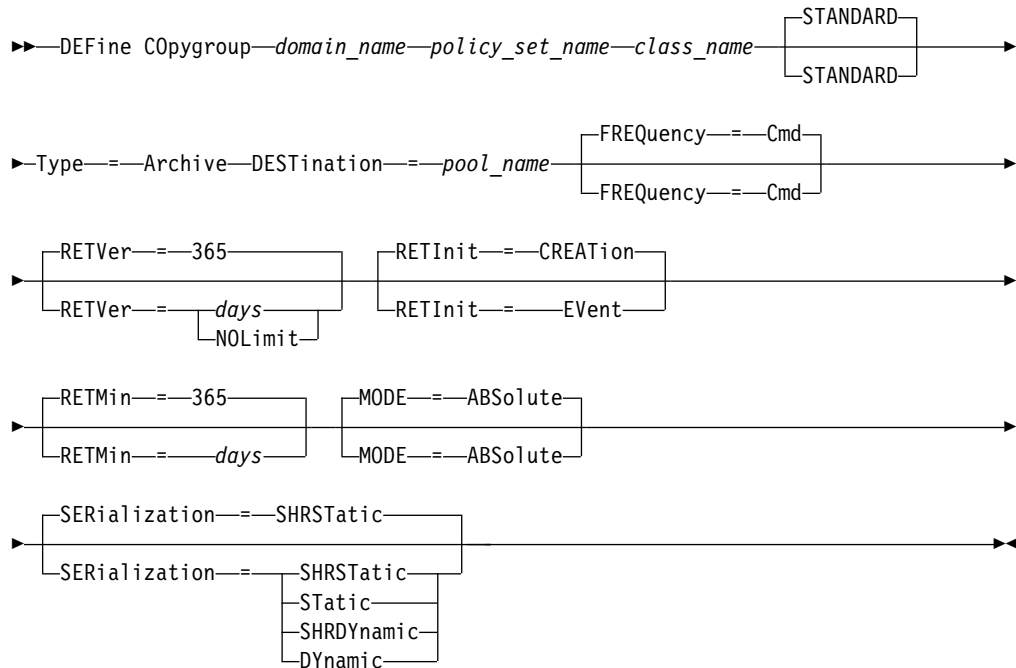 STANDARD
DEFine COpygroup domain_name policy_set_name class_name
STANDARD
FREQuency = Cmd
Type = Archive DESTination = pool_name
FREQuency = Cmd
RETVer = 365 RETInit = CREATion
RETVer = days RETInit = EVent
NOLimit
RETMin = 365 MODE = ABSolute
RETMin = days MODE = ABSolute
SERialization = SHRSTatic
SERialization = SHRSTatic
STatic
SHRDYnamic
DYnamic